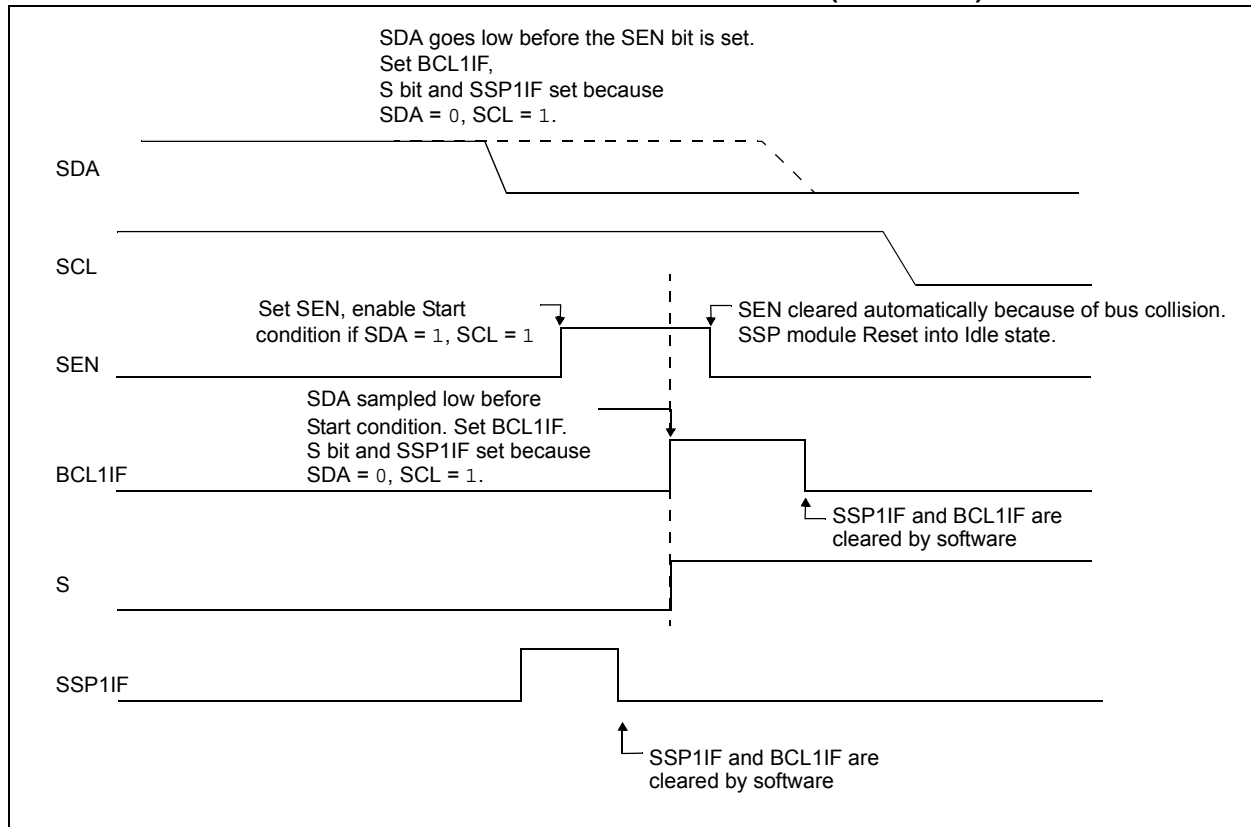 SDA goes low before the SEN bit is set.
Set BCL1IF,
S bit and SSP1IF set because
SDA = 0, SCL = 1.
SDA
SCL
Set SEN, enable Start
condition if SDA = 1, SCL = 1
SEN cleared automatically because of bus collision.
SSP module Reset into Idle state.
SEN
SDA sampled low before
Start condition. Set BCL1IF.
S bit and SSP1IF set because
SDA = 0, SCL = 1.
BCL1IF
SSP1IF and BCL1IF are
cleared by software
S
SSP1IF
SSP1IF and BCL1IF are
cleared by software